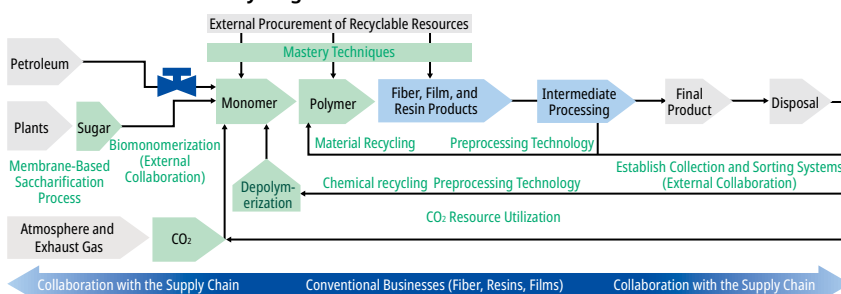 External Procurement of Recyclable Resources
Mastery Techniques
Petroleum
Monomer
Polymer
Fiber, Film, and
Resin Products
Intermediate
Processing
Final
Product
Disposal
Plants
Sugar
Biomonomerization
(External
Collaboration)
Membrane-Based
Saccharification
Process
Material Recycling
Preprocessing Technology
Establish Collection and Sorting Systems
(External Collaboration)
Depolym-
erization
Chemical recycling Preprocessing Technology
CO₂ Resource Utilization
Atmosphere and
Exhaust Gas
CO₂
Collaboration with the Supply Chain
Conventional Businesses (Fiber, Resins, Films)
Collaboration with the Supply Chain